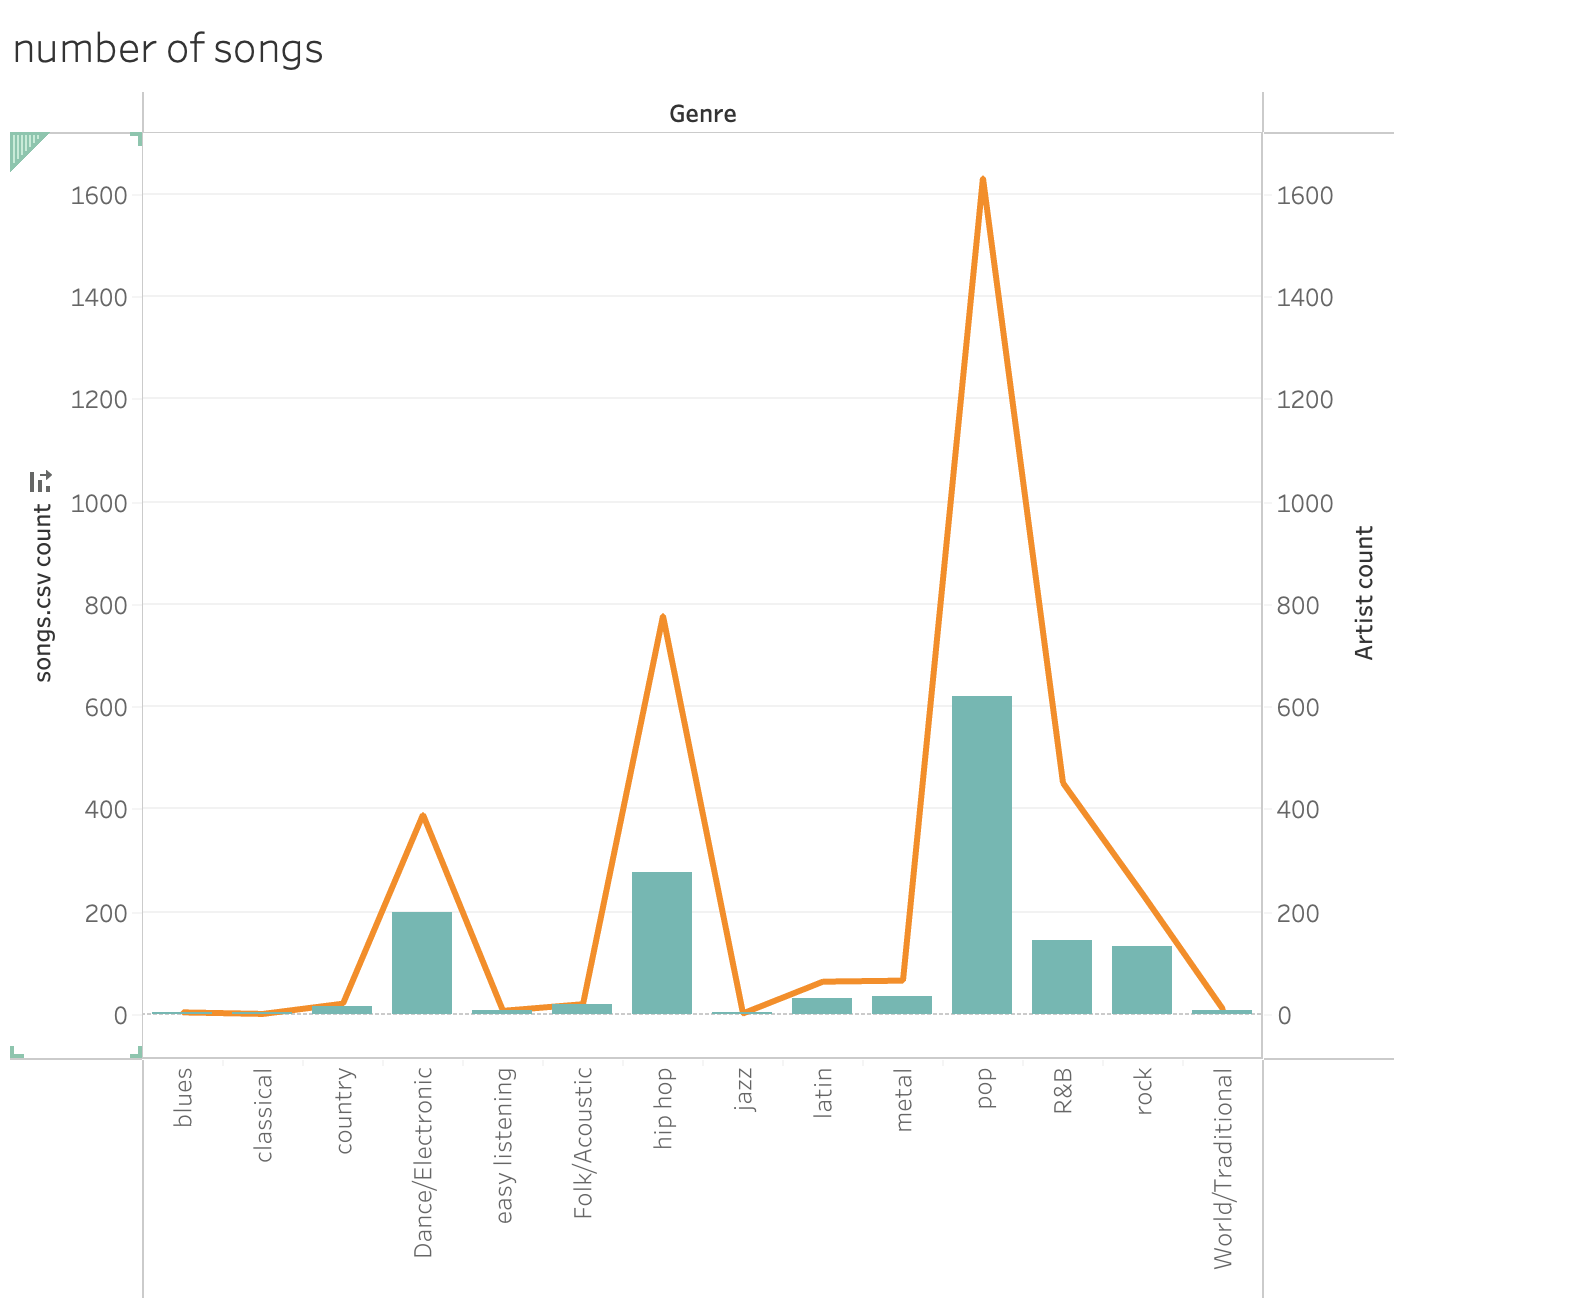 number of songs
Genre
1600
1400
1200
1000
800
600
400
200
0
songs.csv count
1600
1400
1200
1000
800
600
400
200
0
Artist count
blues
classical
country
Dance/Electronic
easy listening
Folk/Acoustic
hip hop
jazz
latin
metal
pop
R&B
rock
World/Traditional